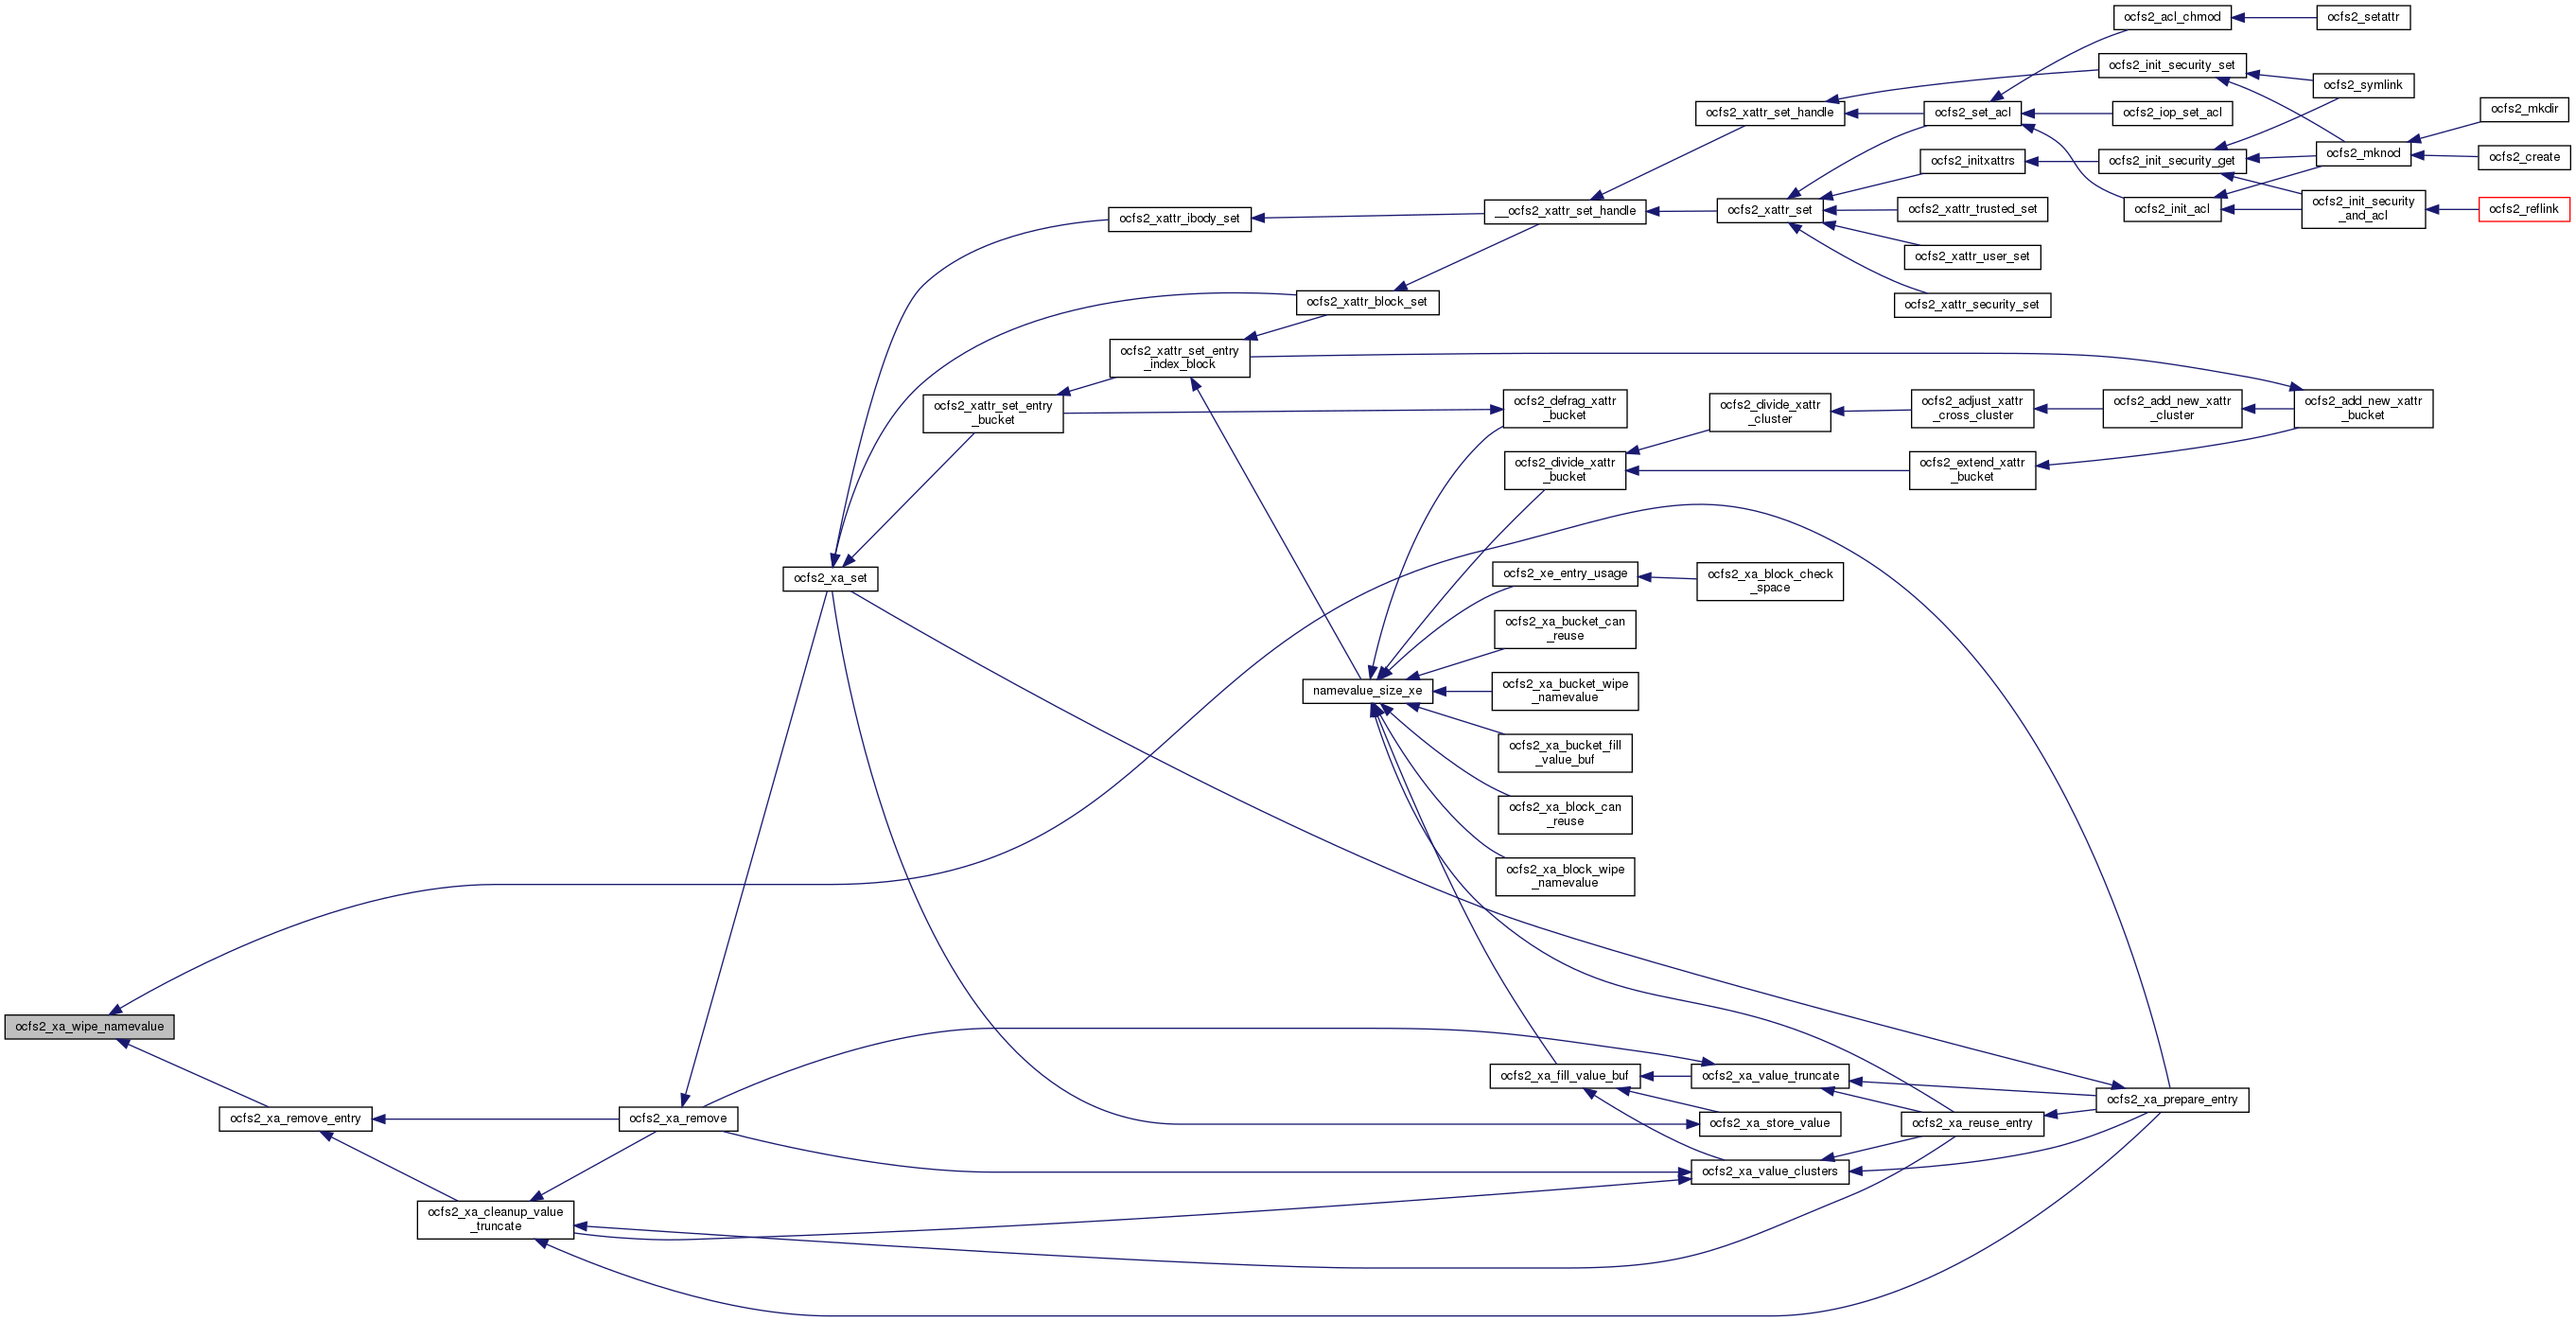 ocfs2_acl_chmod
ocfs2_setattr
ocfs2_init_security_set
ocfs2_symlink
ocfs2_xattr_set_handle
ocfs2_set_acl
ocfs2_iop_set_acl
ocfs2_mkdir
ocfs2_mknod
ocfs2_create
ocfs2_initxattrs
ocfs2_init_security_get
__ocfs2_xattr_set_handle
ocfs2_xattr_set
ocfs2_xattr_trusted_set
ocfs2_init_acl
ocfs2_init_security
_and_acl
ocfs2_reflink
ocfs2_xattr_ibody_set
ocfs2_xattr_user_set
ocfs2_xattr_block_set
ocfs2_xattr_security_set
ocfs2_xattr_set_entry
_index_block
ocfs2_xattr_set_entry
_bucket
ocfs2_defrag_xattr
_bucket
ocfs2_divide_xattr
_cluster
ocfs2_adjust_xattr
_cross_cluster
ocfs2_add_new_xattr
_cluster
ocfs2_add_new_xattr
_bucket
ocfs2_divide_xattr
_bucket
ocfs2_extend_xattr
_bucket
ocfs2_xa_set
ocfs2_xe_entry_usage
ocfs2_xa_block_check
_space
ocfs2_xa_bucket_can
_reuse
namevalue_size_xe
ocfs2_xa_bucket_wipe
_namevalue
ocfs2_xa_bucket_fill
_value_buf
ocfs2_xa_block_can
_reuse
ocfs2_xa_block_wipe
_namevalue
ocfs2_xa_wipe_namevalue
ocfs2_xa_fill_value_buf
ocfs2_xa_value_truncate
ocfs2_xa_prepare_entry
ocfs2_xa_remove_entry
ocfs2_xa_remove
ocfs2_xa_store_value
ocfs2_xa_reuse_entry
ocfs2_xa_value_clusters
ocfs2_xa_cleanup_value
_truncate